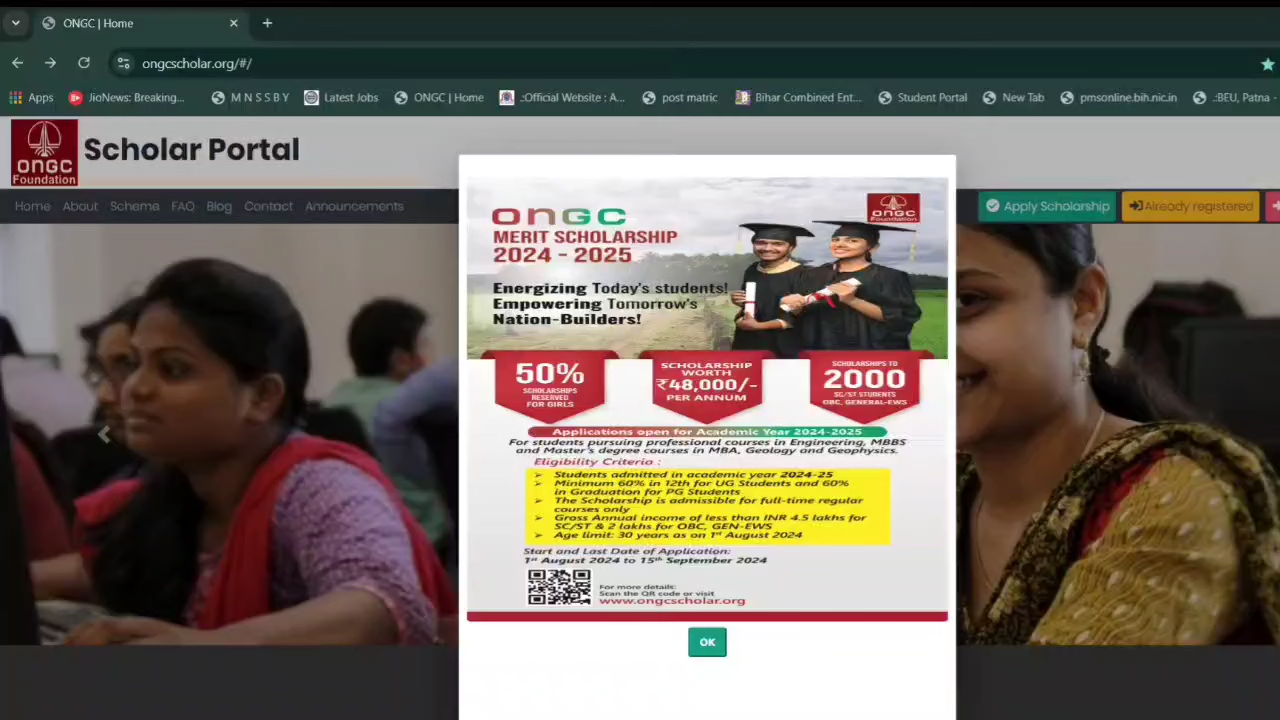 ONGC | Home
ongcscholar.org/#/
Apps
JioNews: Breaking...
M N S S B Y
Latest Jobs
ONGC | Home
.:Official Website : A...
post matric
Bihar Combined Ent...
Student Portal
New Tab
pmsonline.bih.nic.in
.:BEU, Patna -
ONGC
Foundation
Scholar Portal
Home
About
Scheme
FAQ
Blog
Contact
Announcements
Apply Scholarship
Already registered
ongc
ONGC
Foundation
MERIT SCHOLARSHIP
2024 - 2025
Energizing Today's students!
Empowering Tomorrow's
Nation-Builders!
50%
SCHOLARSHIPS
RESERVED
FOR GIRLS
SCHOLARSHIP
WORTH
₹48,000/-
PER ANNUM
SCHOLARSHIPS TO
2000
SC/ST STUDENTS
OBC, GENERAL-EWS
Applications open for Academic Year 2024-2025
For students pursuing professional courses in Engineering, MBBS
and Master's degree courses in MBA, Geology and Geophysics.
Eligibility Criteria :
➢ Students admitted in academic year 2024-25
➢ Minimum 60% in 12th for UG Students and 60%
in Graduation for PG Students
➢ The Scholarship is admissible for full-time regular
courses only
➢ Gross Annual income of less than INR 4.5 lakhs for
SC/ST & 2 lakhs for OBC, GEN-EWS
➢ Age limit: 30 years as on 1st August 2024
Start and Last Date of Application:
1st August 2024 to 15th September 2024
For more details:
Scan the QR code or visit
www.ongcscholar.org
OK